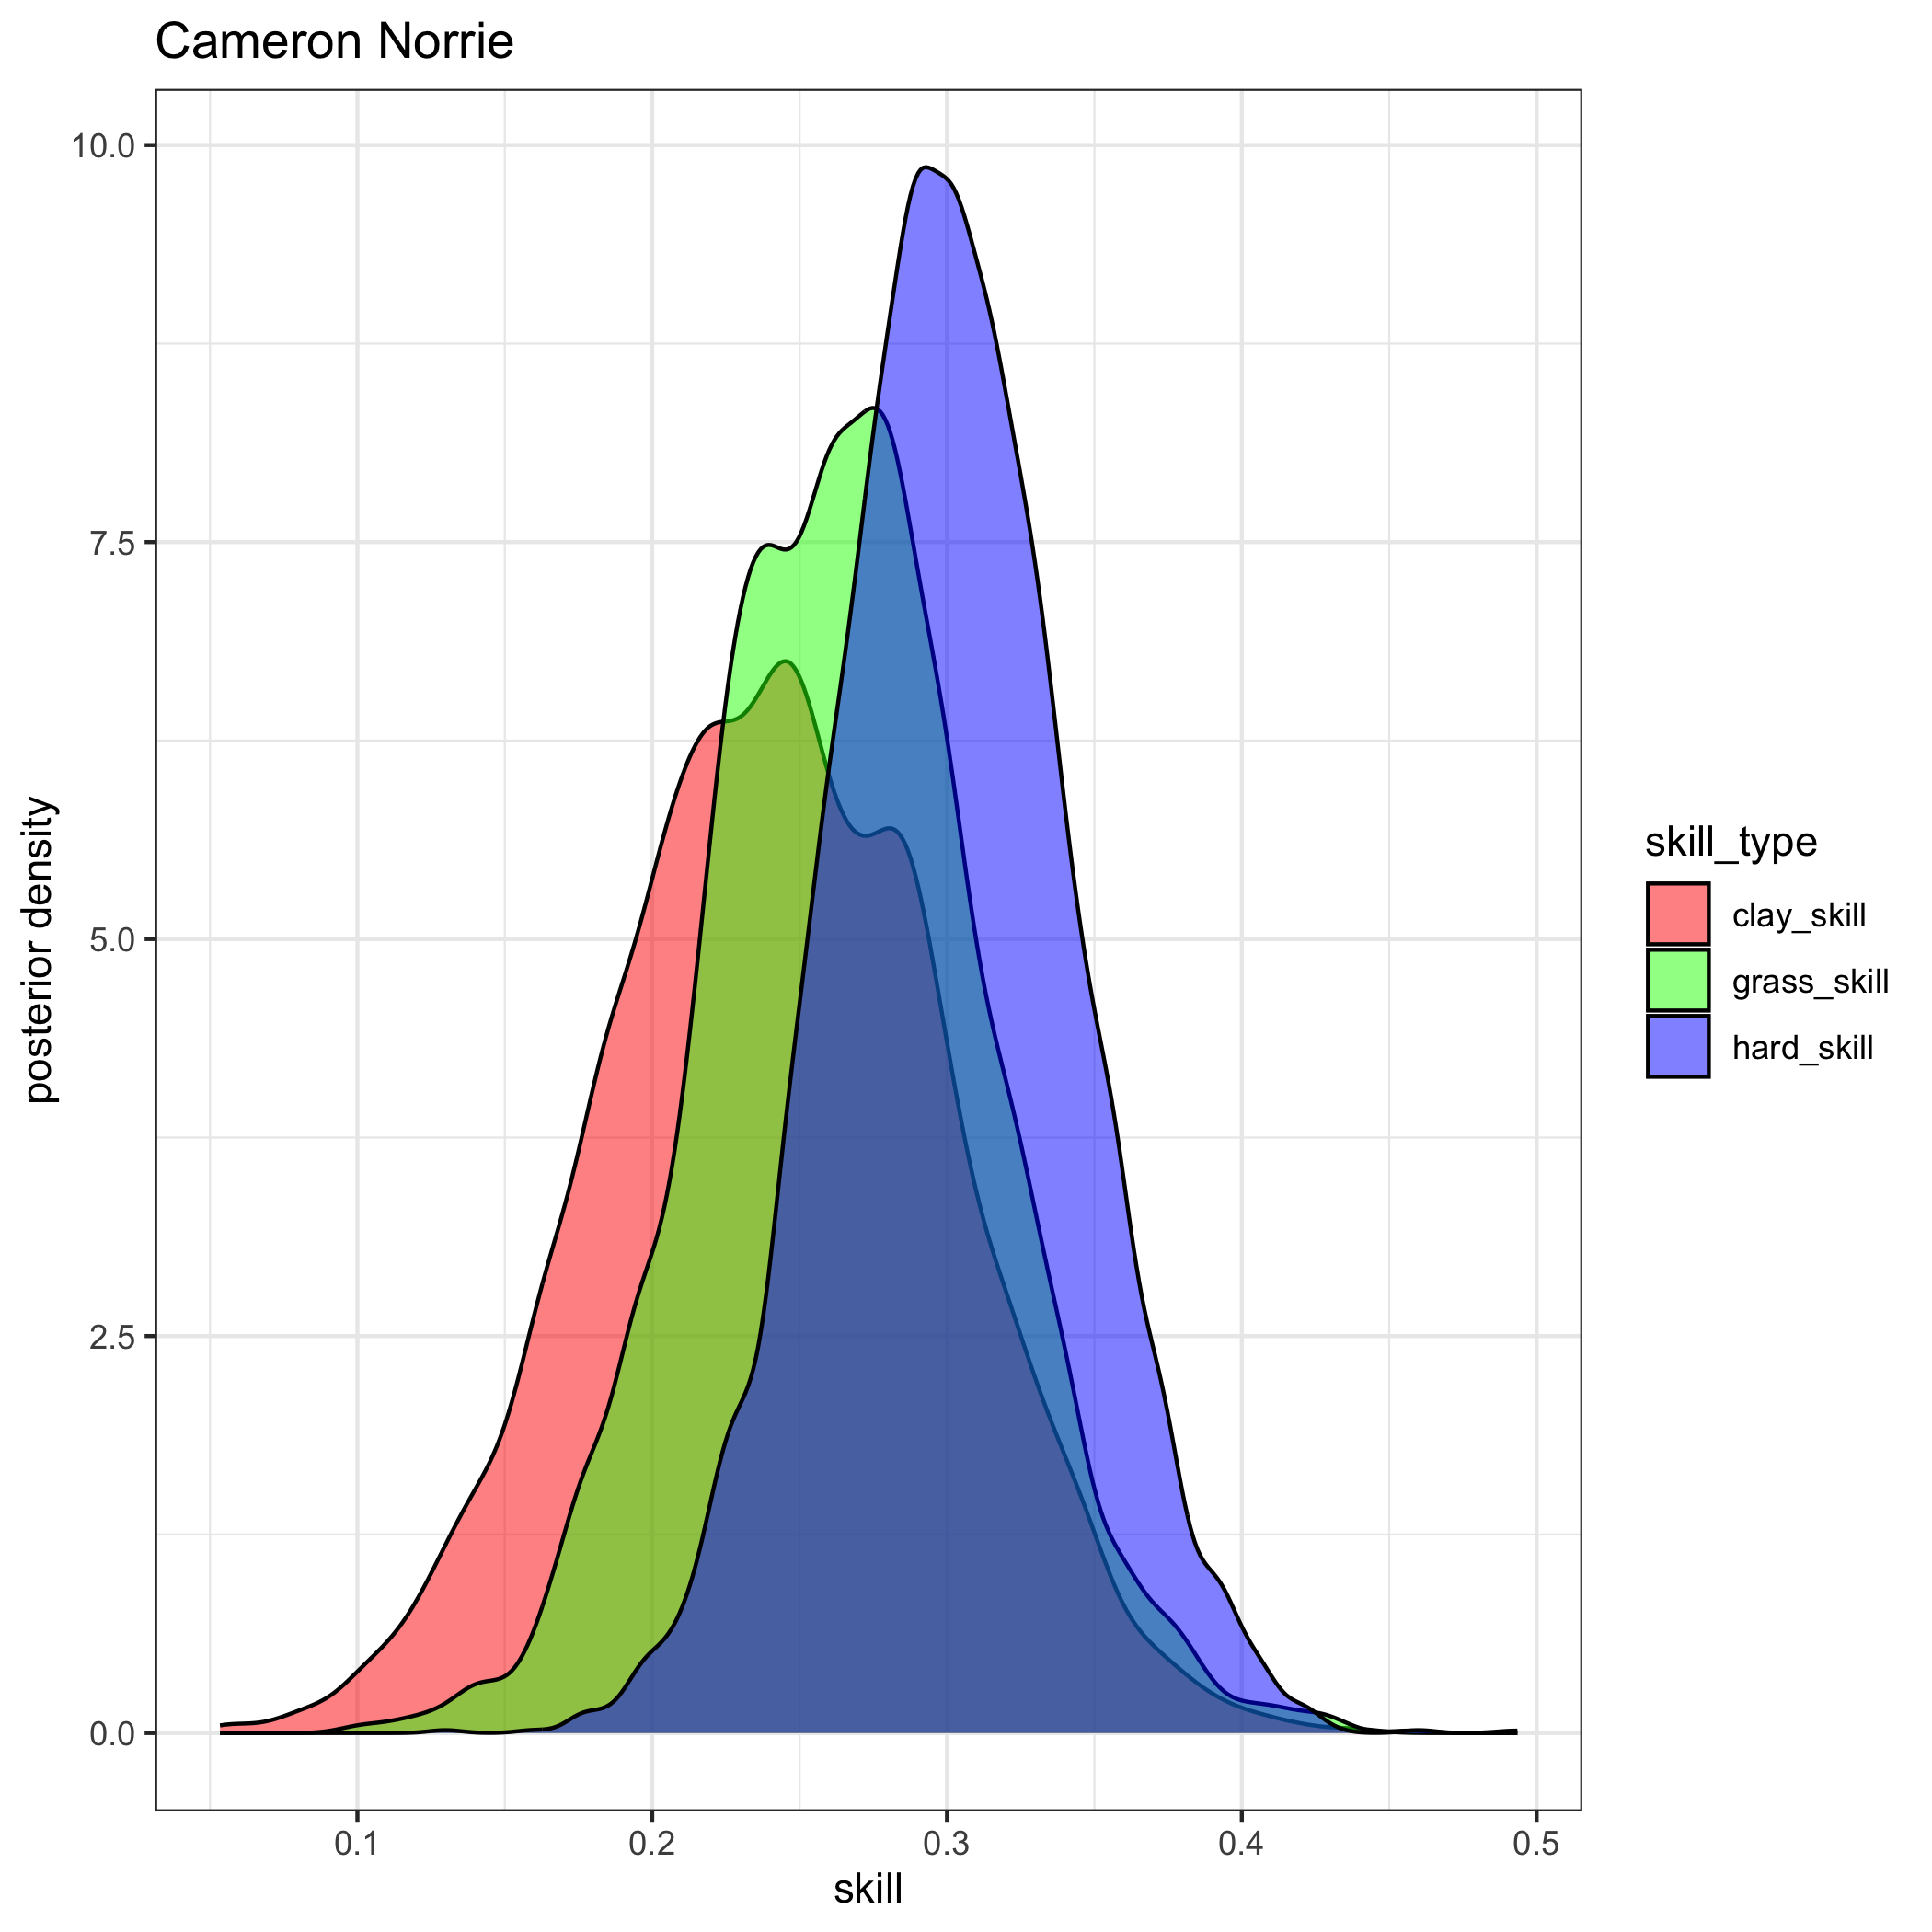 Cameron Norrie
10.0
7.5
5.0
2.5
0.0
posterior density
0.1 0.2 0.3 0.4 0.5
skill
skill_type
clay_skill
grass_skill
hard_skill